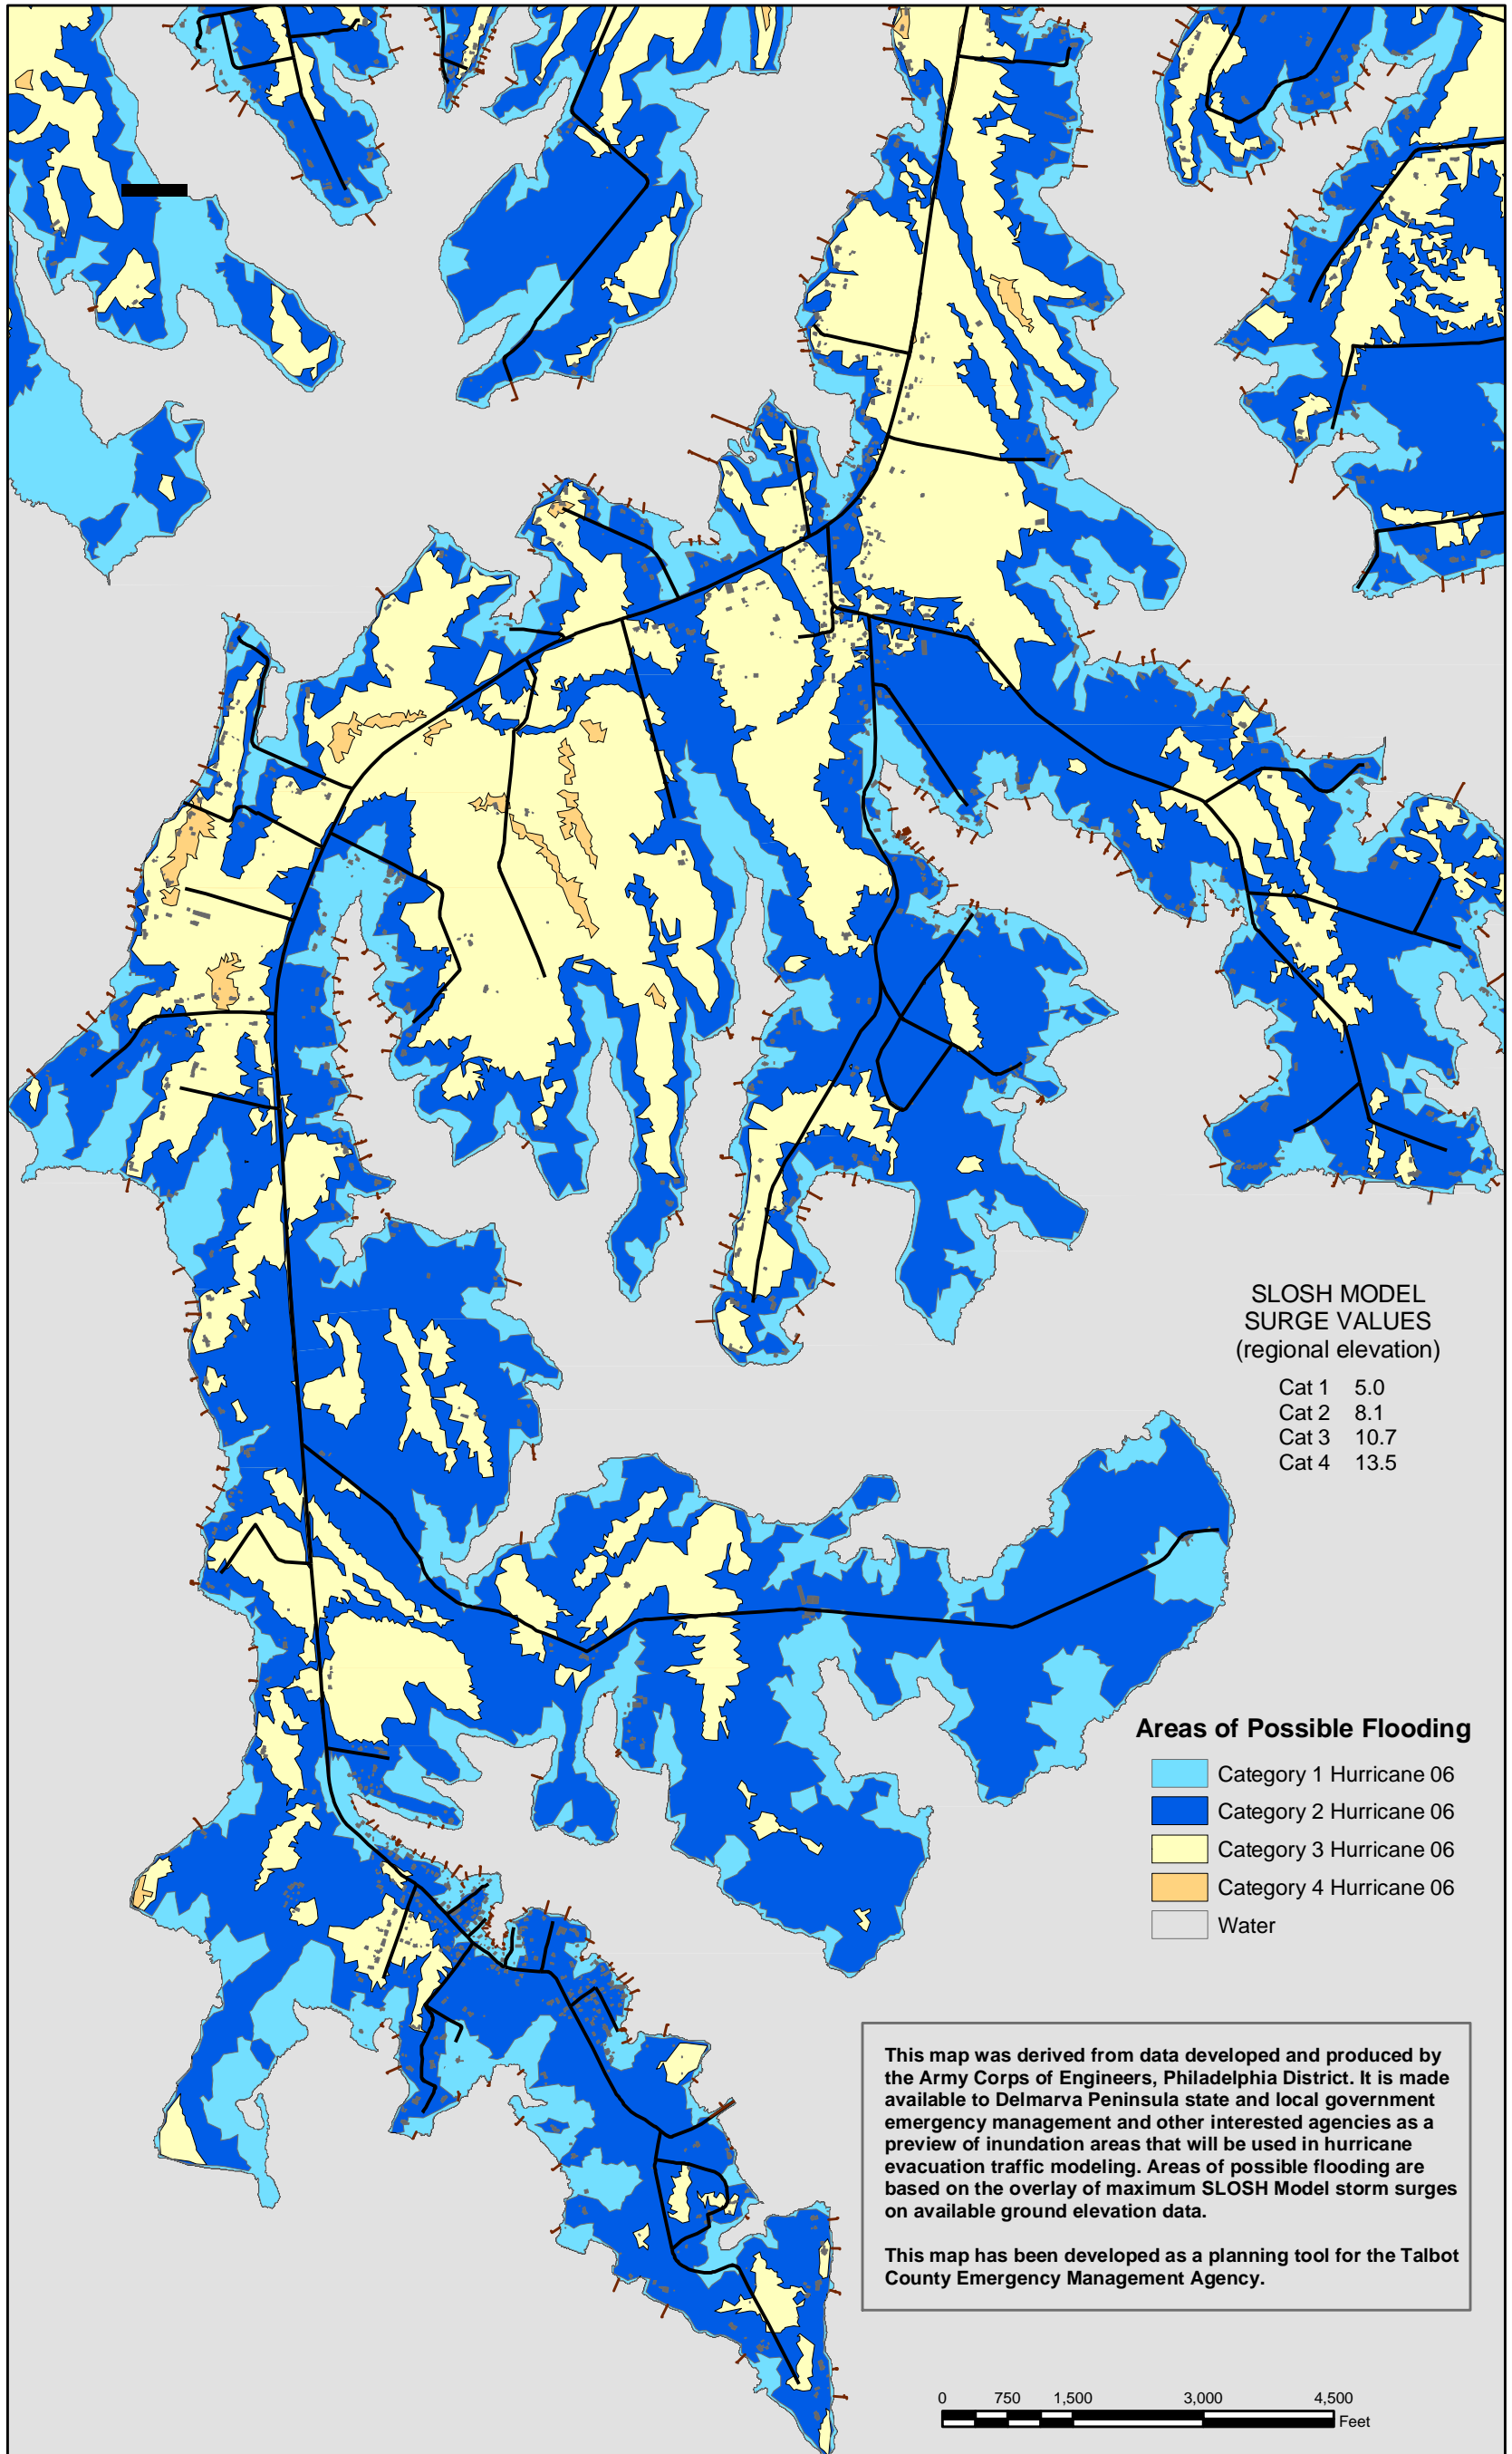 SLOSH MODEL
SURGE VALUES
(regional elevation)
Cat 1 5.0
Cat 2 8.1
Cat 3 10.7
Cat 4 13.5
Areas of Possible Flooding
Category 1 Hurricane 06
Category 2 Hurricane 06
Category 3 Hurricane 06
Category 4 Hurricane 06
Water
This map was derived from data developed and produced by
the Army Corps of Engineers, Philadelphia District. It is made
available to Delmarva Peninsula state and local government
emergency management and other interested agencies as a
preview of inundation areas that will be used in hurricane
evacuation traffic modeling. Areas of possible flooding are
based on the overlay of maximum SLOSH Model storm surges
on available ground elevation data.
This map has been developed as a planning tool for the Talbot
County Emergency Management Agency.
0 750 1,500 3,000 4,500
Feet